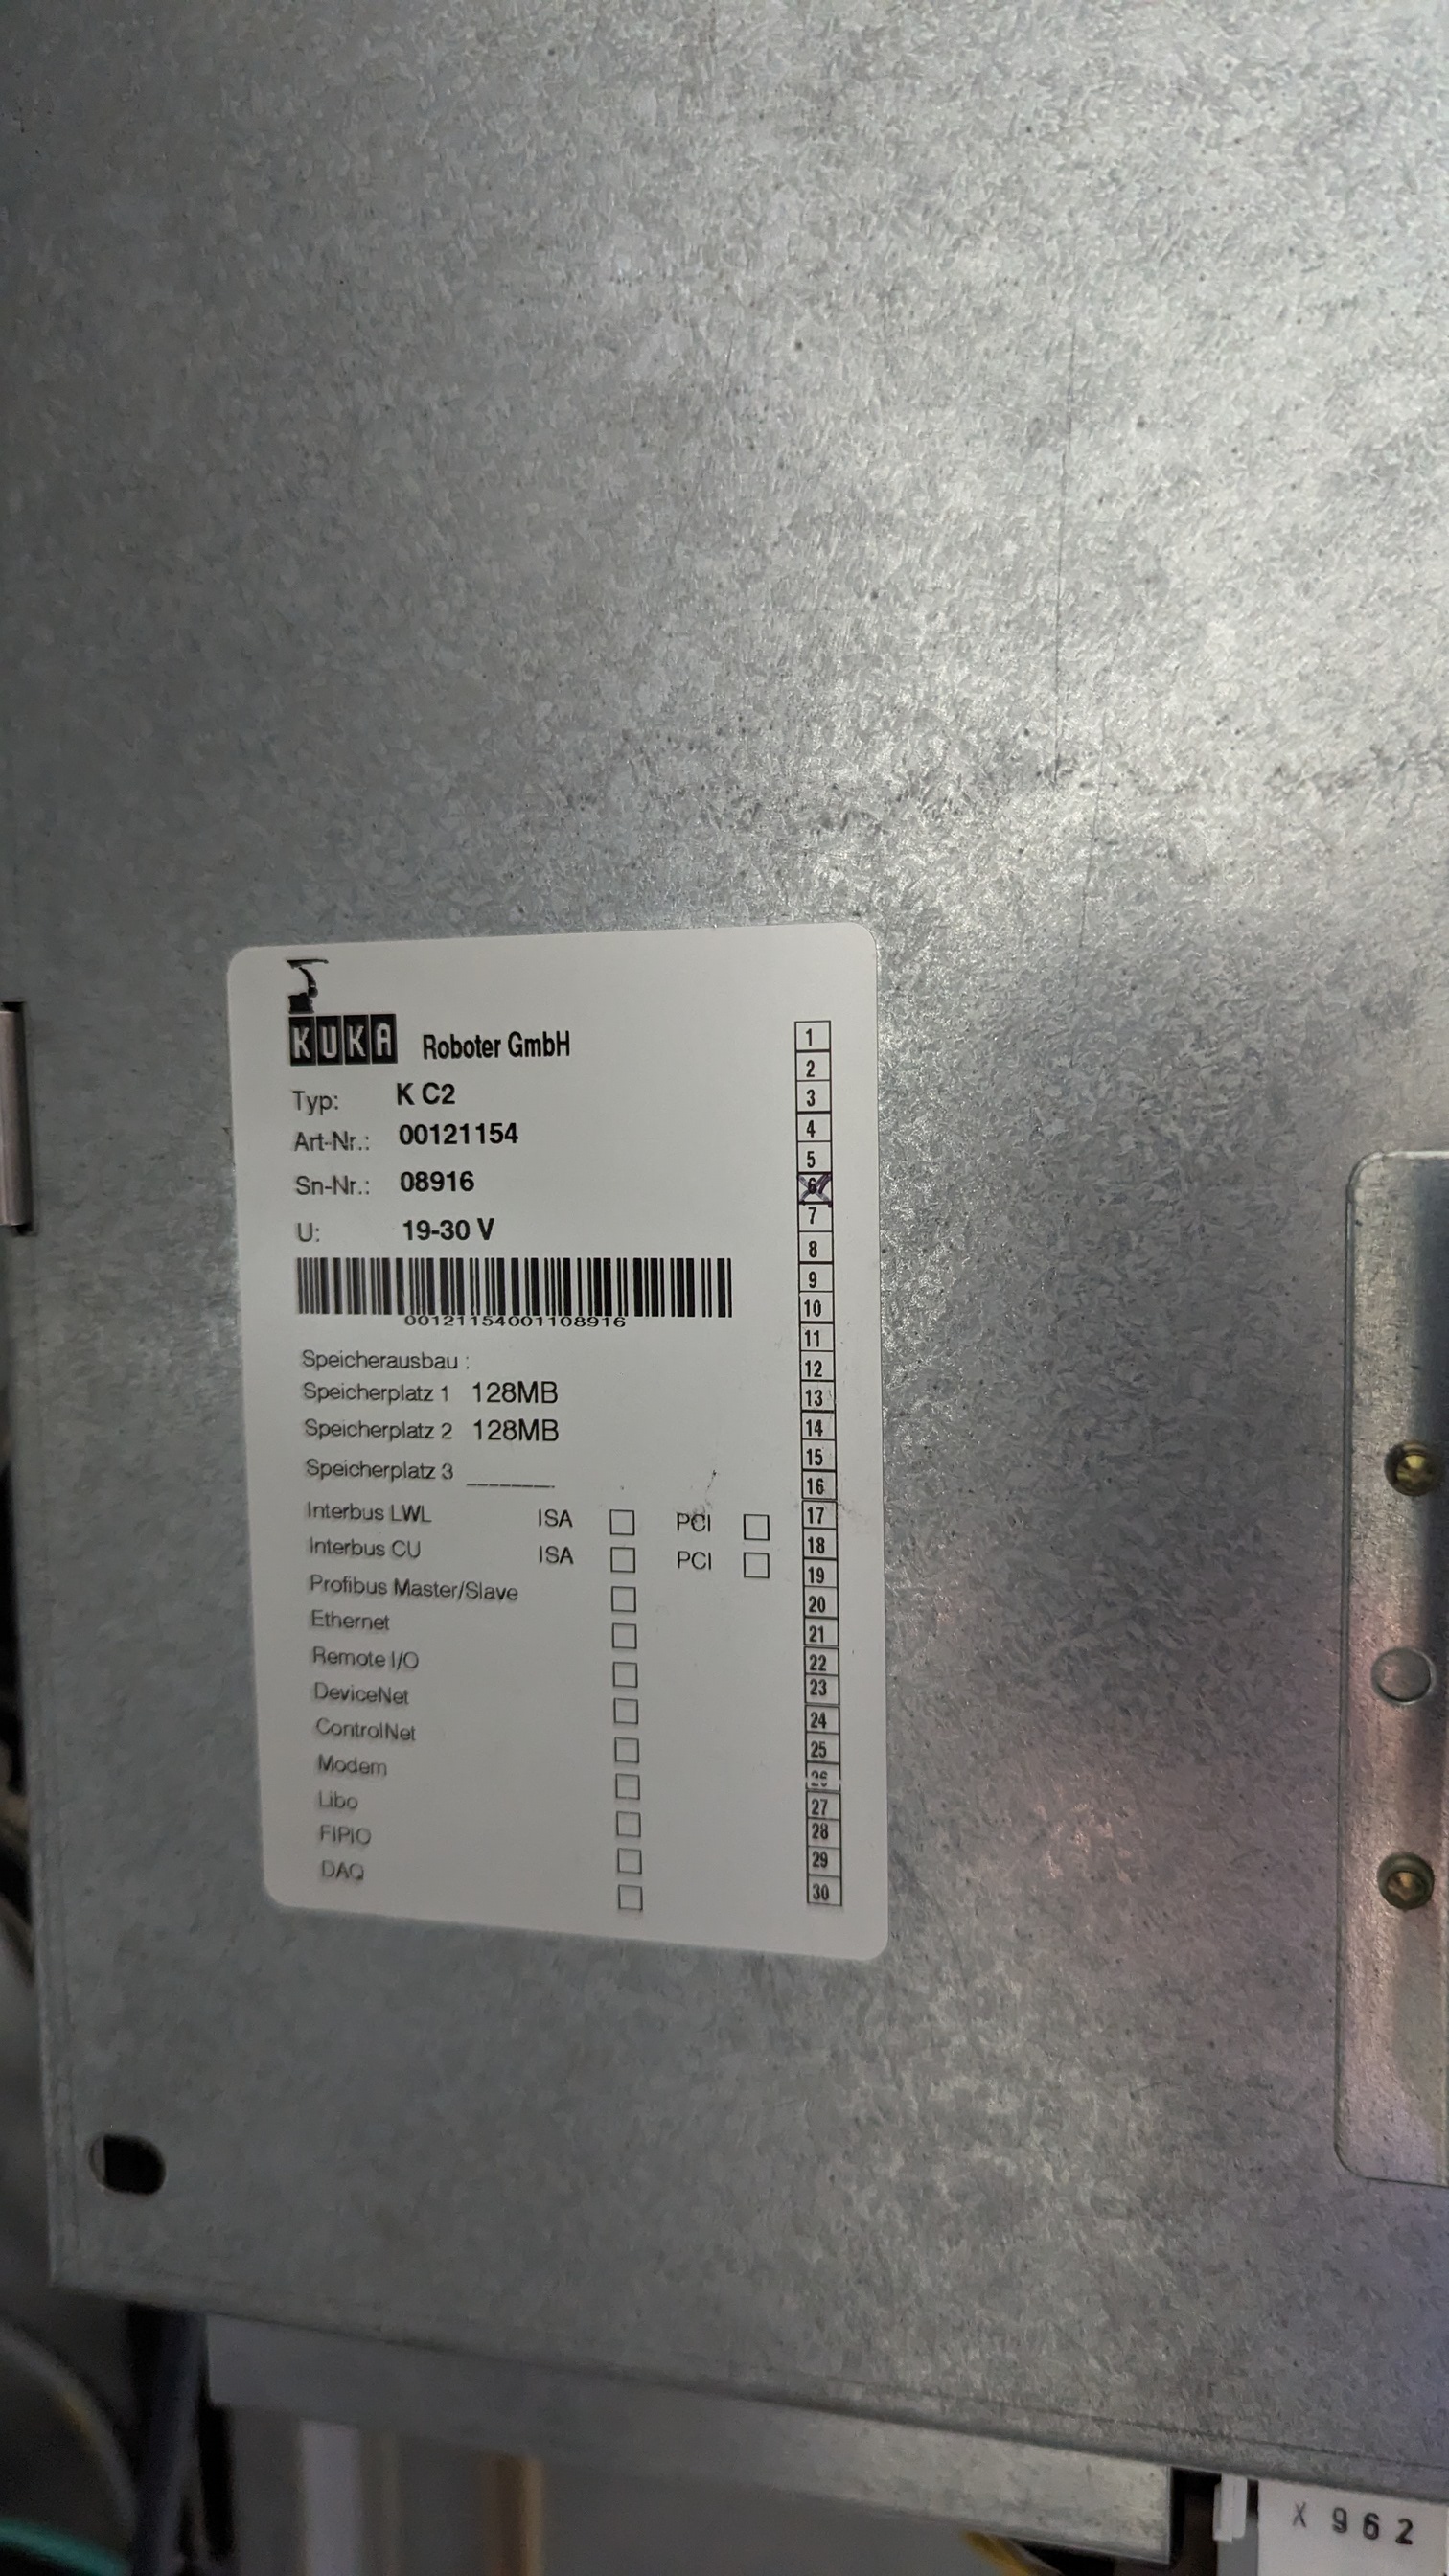 KUKA Roboter GmbH
Typ: K C2
Art-Nr.: 00121154
Sn-Nr.: 08916
U: 19-30 V
00121154001108916
Speicherausbau :
Speicherplatz 1 128MB
Speicherplatz 2 128MB
Speicherplatz 3 ________
Interbus LWL ISA PCI
Interbus CU ISA PCI
Profibus Master/Slave
Ethernet
Remote I/O
DeviceNet
ControlNet
Modem
Libo
FIPIO
DAQ
1
2
3
4
5
6
7
8
9
10
11
12
13
14
15
16
17
18
19
20
21
22
23
24
25
26
27
28
29
30
X 962